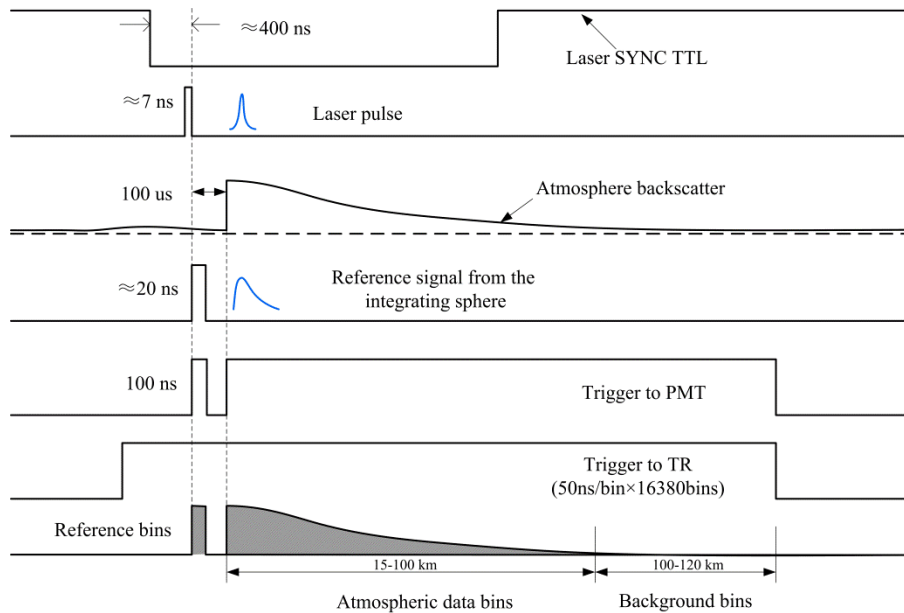 ≈400 ns
Laser SYNC TTL
≈7 ns
Laser pulse
100 us
Atmosphere backscatter
≈20 ns
Reference signal from the
integrating sphere
100 ns
Trigger to PMT
Trigger to TR
(50ns/bin×16380bins)
Reference bins
15-100 km
100-120 km
Atmospheric data bins
Background bins